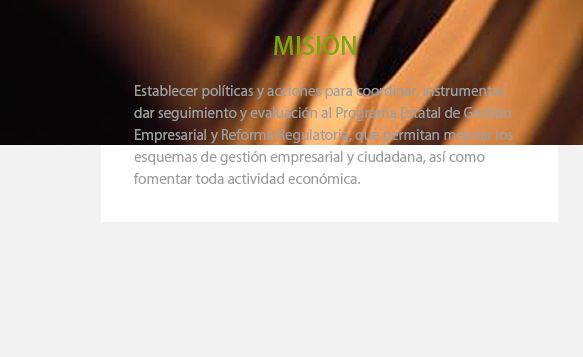 MISIÓN
Establecer políticas y acciones para coordinar, instrumentar,
dar seguimiento y evaluación al Programa Estatal de Gestión
Empresarial y Reforma Regulatoria, que permitan mejorar los
esquemas de gestión empresarial y ciudadana, así como
fomentar toda actividad económica.